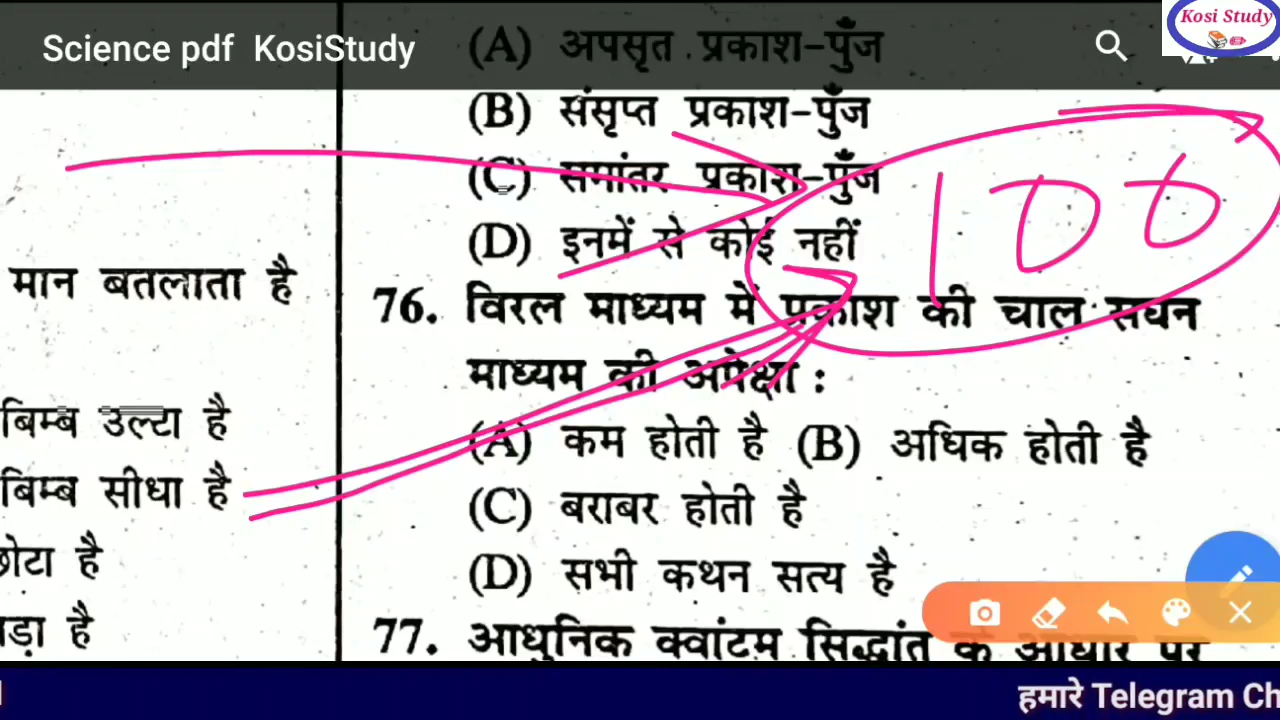 Science pdf KosiStudy
Kosi Study
मान बतलाता है
बिम्ब उल्टा है
बिम्ब सीधा है
छोटा है
है
(A) अपसृत प्रकाश-पुँज
(B) संसृप्त प्रकाश-पुँज
(C) समांतर प्रकाश-पुँज
(D) इनमें से कोई नहीं
100
76. विरल माध्यम में प्रकाश की चाल सघन
माध्यम की अपेक्षा :
(A) कम होती है (B) अधिक होती है
(C) बराबर होती है
(D) सभी कथन सत्य है
77. आधुनिक क्वांटम सिद्धांत के आधार पर
हमारे Telegram Ch